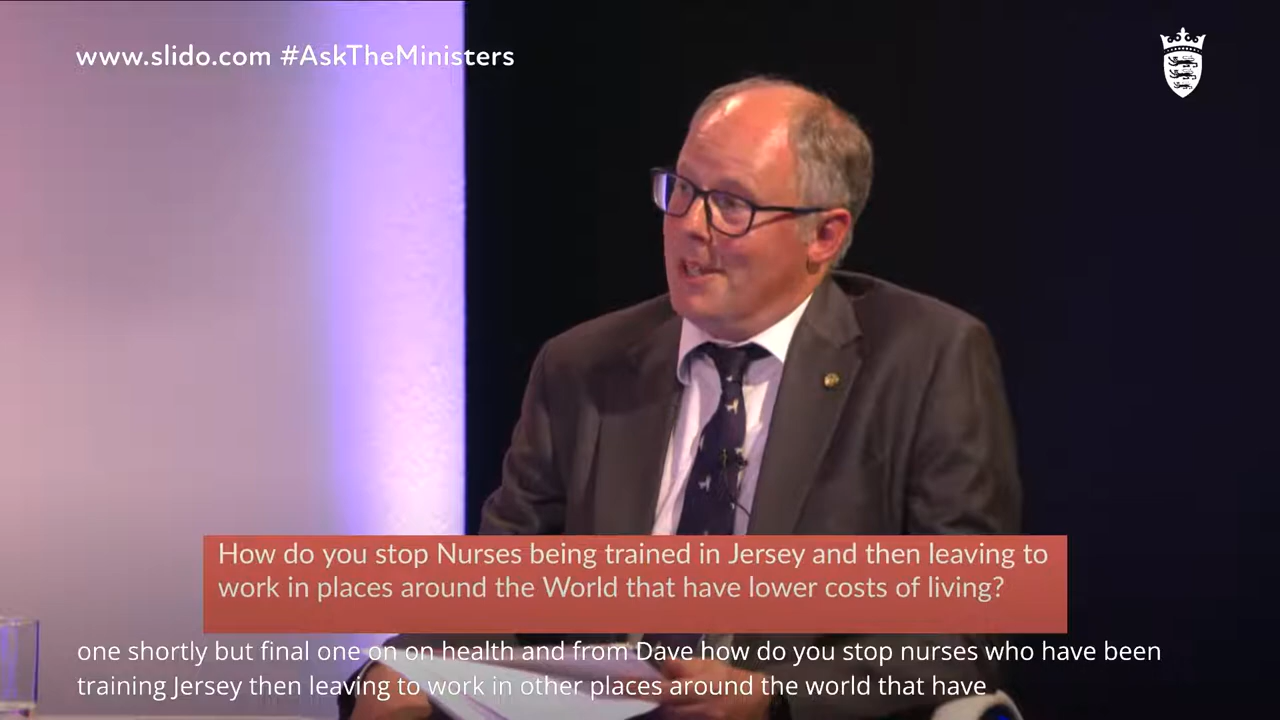 www.slido.com #AskTheMinisters
How do you stop Nurses being trained in Jersey and then leaving to
work in places around the World that have lower costs of living?
one shortly but final one on on health and from Dave how do you stop nurses who have been
training Jersey then leaving to work in other places around the world that have